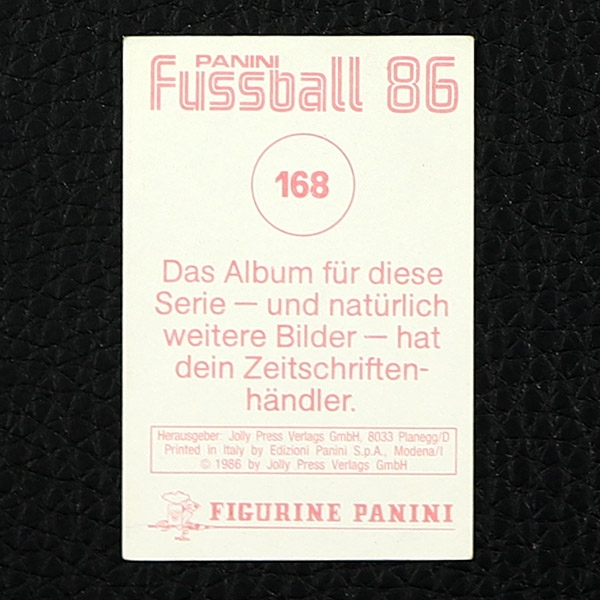 PANINI
Fussball 86
168
Das Album für diese
Serie — und natürlich
weitere Bilder — hat
dein Zeitschriften-
händler.
Herausgeber: Jolly Press Verlags GmbH, 8033 Planegg/D
Printed in Italy by Edizioni Panini S.p.A., Modena/I
© 1986 by Jolly Press Verlags GmbH
FIGURINE PANINI